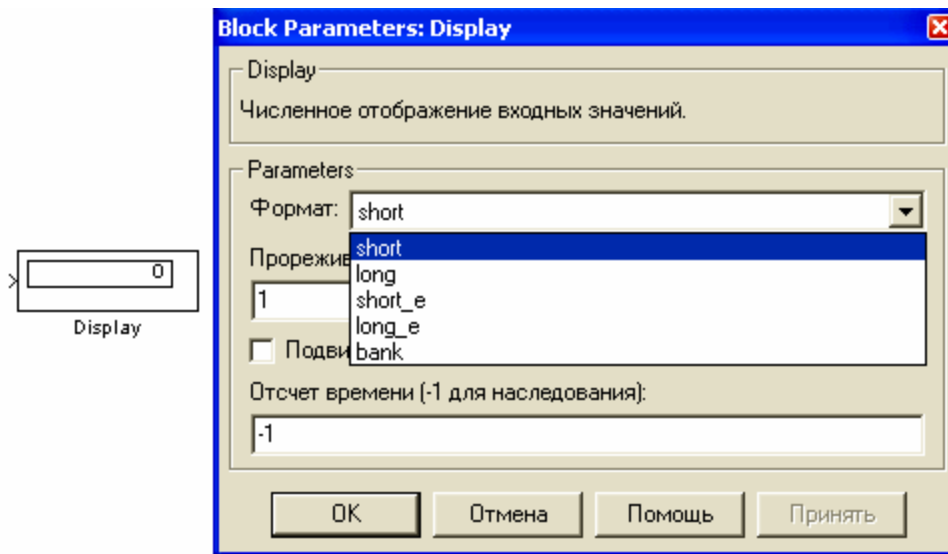 0
Display
Block Parameters: Display
Display
Численное отображение входных значений.
Parameters
Формат: short
short
long
short_e
long_e
bank
1
Отсчет времени (-1 для наследования):
-1
OK
Отмена
Помощь
Принять